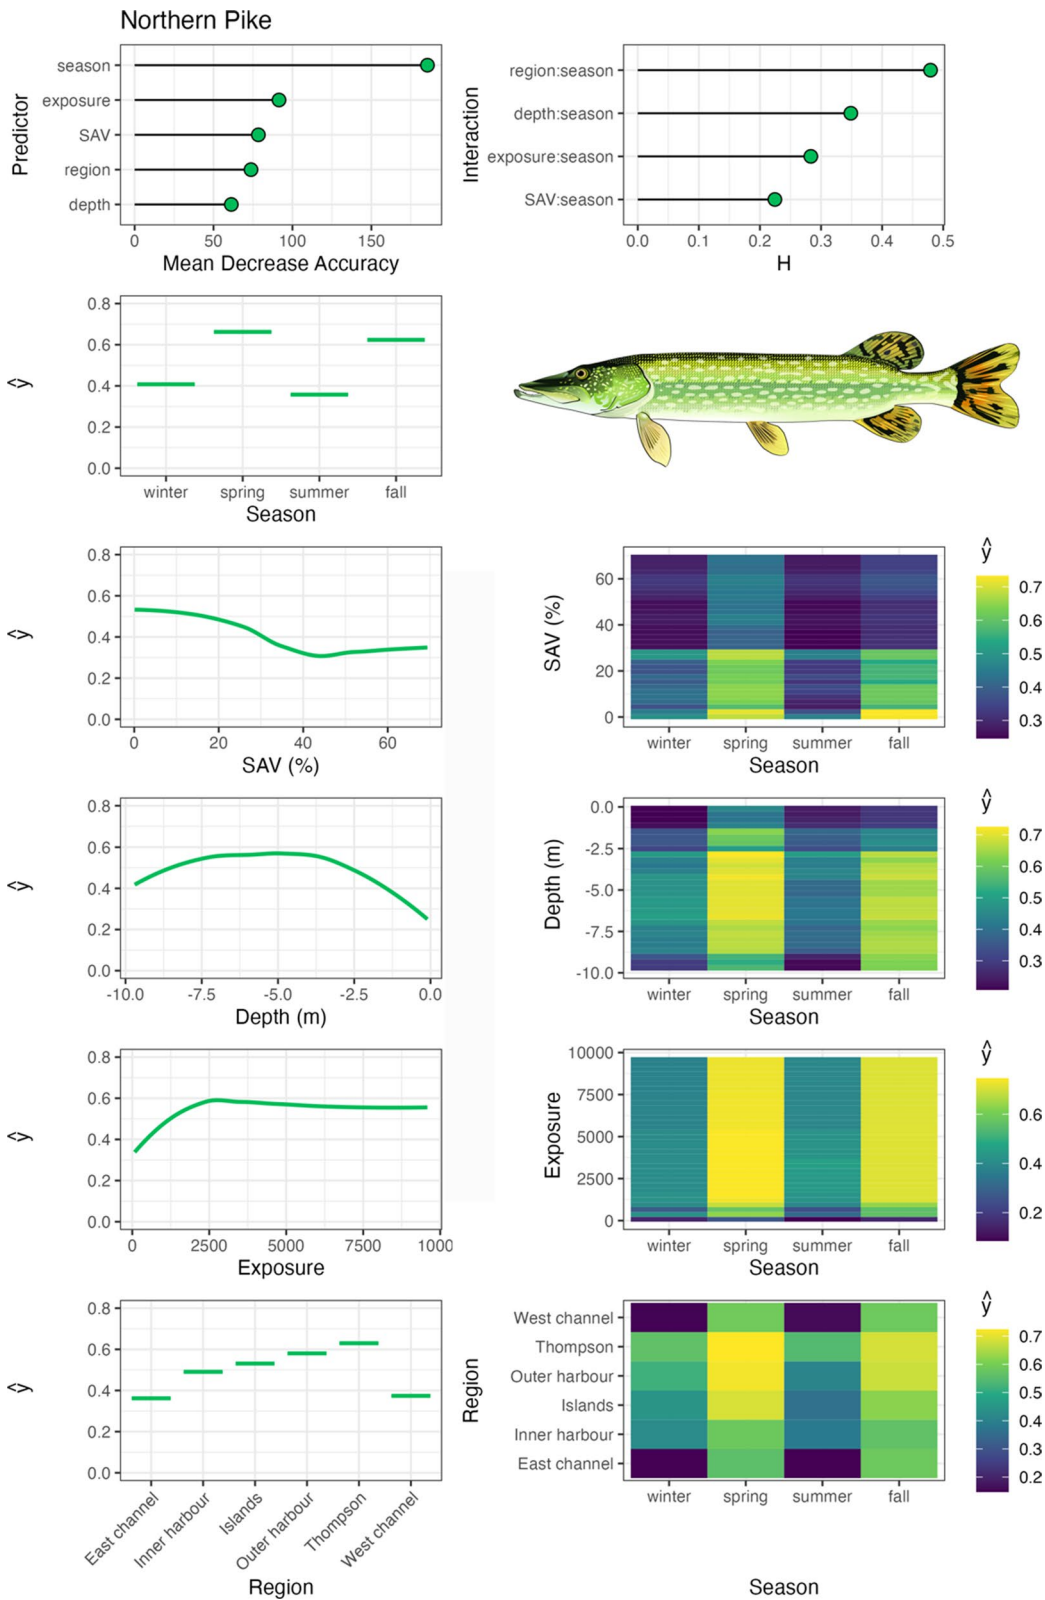 Northern Pike
Predictor
season
exposure
SAV
region
depth
0 50 100 150
Mean Decrease Accuracy
Interaction
region:season
depth:season
exposure:season
SAV:season
0.0 0.1 0.2 0.3 0.4 0.5
H
ŷ
0.8
0.6
0.4
0.2
0.0
winter spring summer fall
Season
ŷ
0.8
0.6
0.4
0.2
0.0
0 20 40 60
SAV (%)
SAV (%)
60
40
20
0
winter spring summer fall
Season
ŷ
0.7
0.6
0.5
0.4
0.3
ŷ
0.8
0.6
0.4
0.2
0.0
-10.0 -7.5 -5.0 -2.5 0.0
Depth (m)
Depth (m)
0.0
-2.5
-5.0
-7.5
-10.0
winter spring summer fall
Season
ŷ
0.7
0.6
0.5
0.4
0.3
ŷ
0.8
0.6
0.4
0.2
0.0
0 2500 5000 7500 1000
Exposure
Exposure
10000
7500
5000
2500
0
winter spring summer fall
Season
ŷ
0.6
0.4
0.2
ŷ
0.8
0.6
0.4
0.2
0.0
East channel Inner harbour Islands Outer harbour Thompson West channel
Region
Region
West channel
Thompson
Outer harbour
Islands
Inner harbour
East channel
winter spring summer fall
Season
ŷ
0.7
0.6
0.5
0.4
0.3
0.2